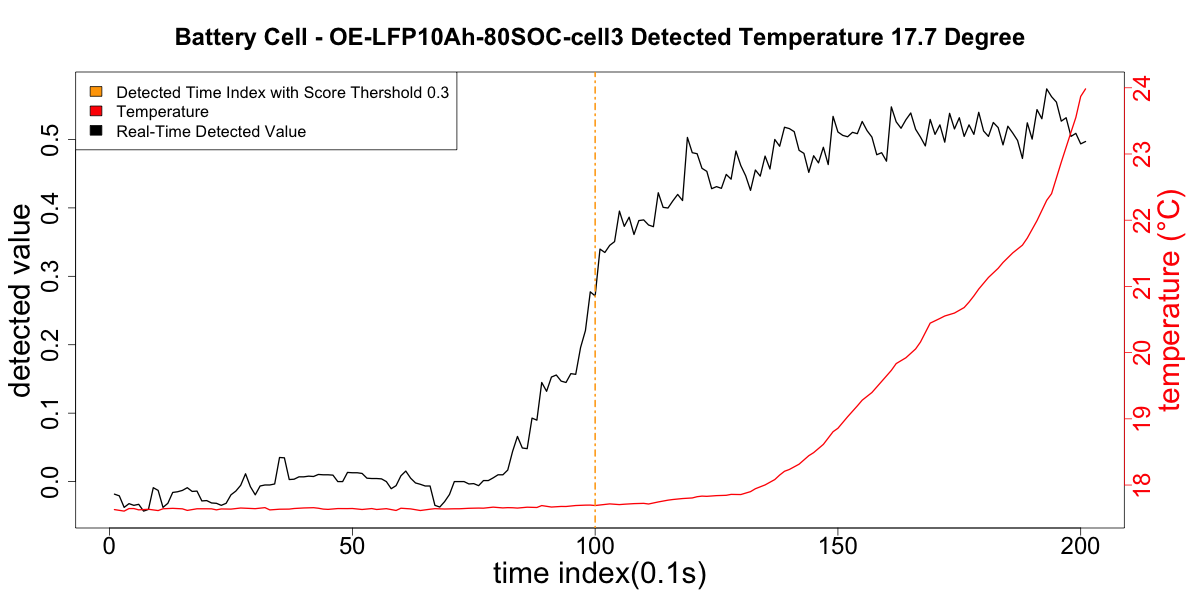 Battery Cell - OE-LFP10Ah-80SOC-cell3 Detected Temperature 17.7 Degree
Detected Time Index with Score Thershold 0.3
Temperature
Real-Time Detected Value
detected value
0.0 0.1 0.2 0.3 0.4 0.5
temperature (°C)
18 19 20 21 22 23 24
0 50 100 150 200
time index(0.1s)